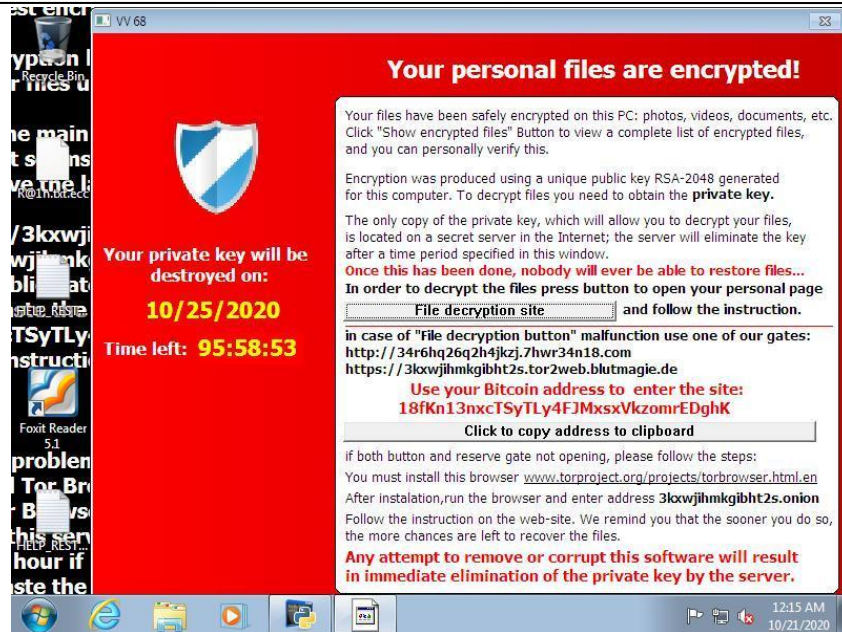 VV 68
Recycle Bin
R@1n.txt.ecc
HELP_RESTO...
Foxit Reader
5.1
HELP_REST...
Your private key will be
destroyed on:
10/25/2020
Time left: 95:58:53
Your personal files are encrypted!
Your files have been safely encrypted on this PC: photos, videos, documents, etc.
Click "Show encrypted files" Button to view a complete list of encrypted files,
and you can personally verify this.
Encryption was produced using a unique public key RSA-2048 generated
for this computer. To decrypt files you need to obtain the private key.
The only copy of the private key, which will allow you to decrypt your files,
is located on a secret server in the Internet; the server will eliminate the key
after a time period specified in this window.
Once this has been done, nobody will ever be able to restore files...
In order to decrypt the files press button to open your personal page
File decryption site and follow the instruction.
in case of "File decryption button" malfunction use one of our gates:
http://34r6hq26q2h4jkzj.7hwr34n18.com
https://3kxwjihmkgibht2s.tor2web.blutmagie.de
Use your Bitcoin address to enter the site:
18fKn13nxcTSyTLy4FJMxsxVkzomrEDghK
Click to copy address to clipboard
if both button and reserve gate not opening, please follow the steps:
You must install this browser www.torproject.org/projects/torbrowser.html.en
After instalation,run the browser and enter address 3kxwjihmkgibht2s.onion
Follow the instruction on the web-site. We remind you that the sooner you do so,
the more chances are left to recover the files.
Any attempt to remove or corrupt this software will result
in immediate elimination of the private key by the server.
12:15 AM
10/21/2020